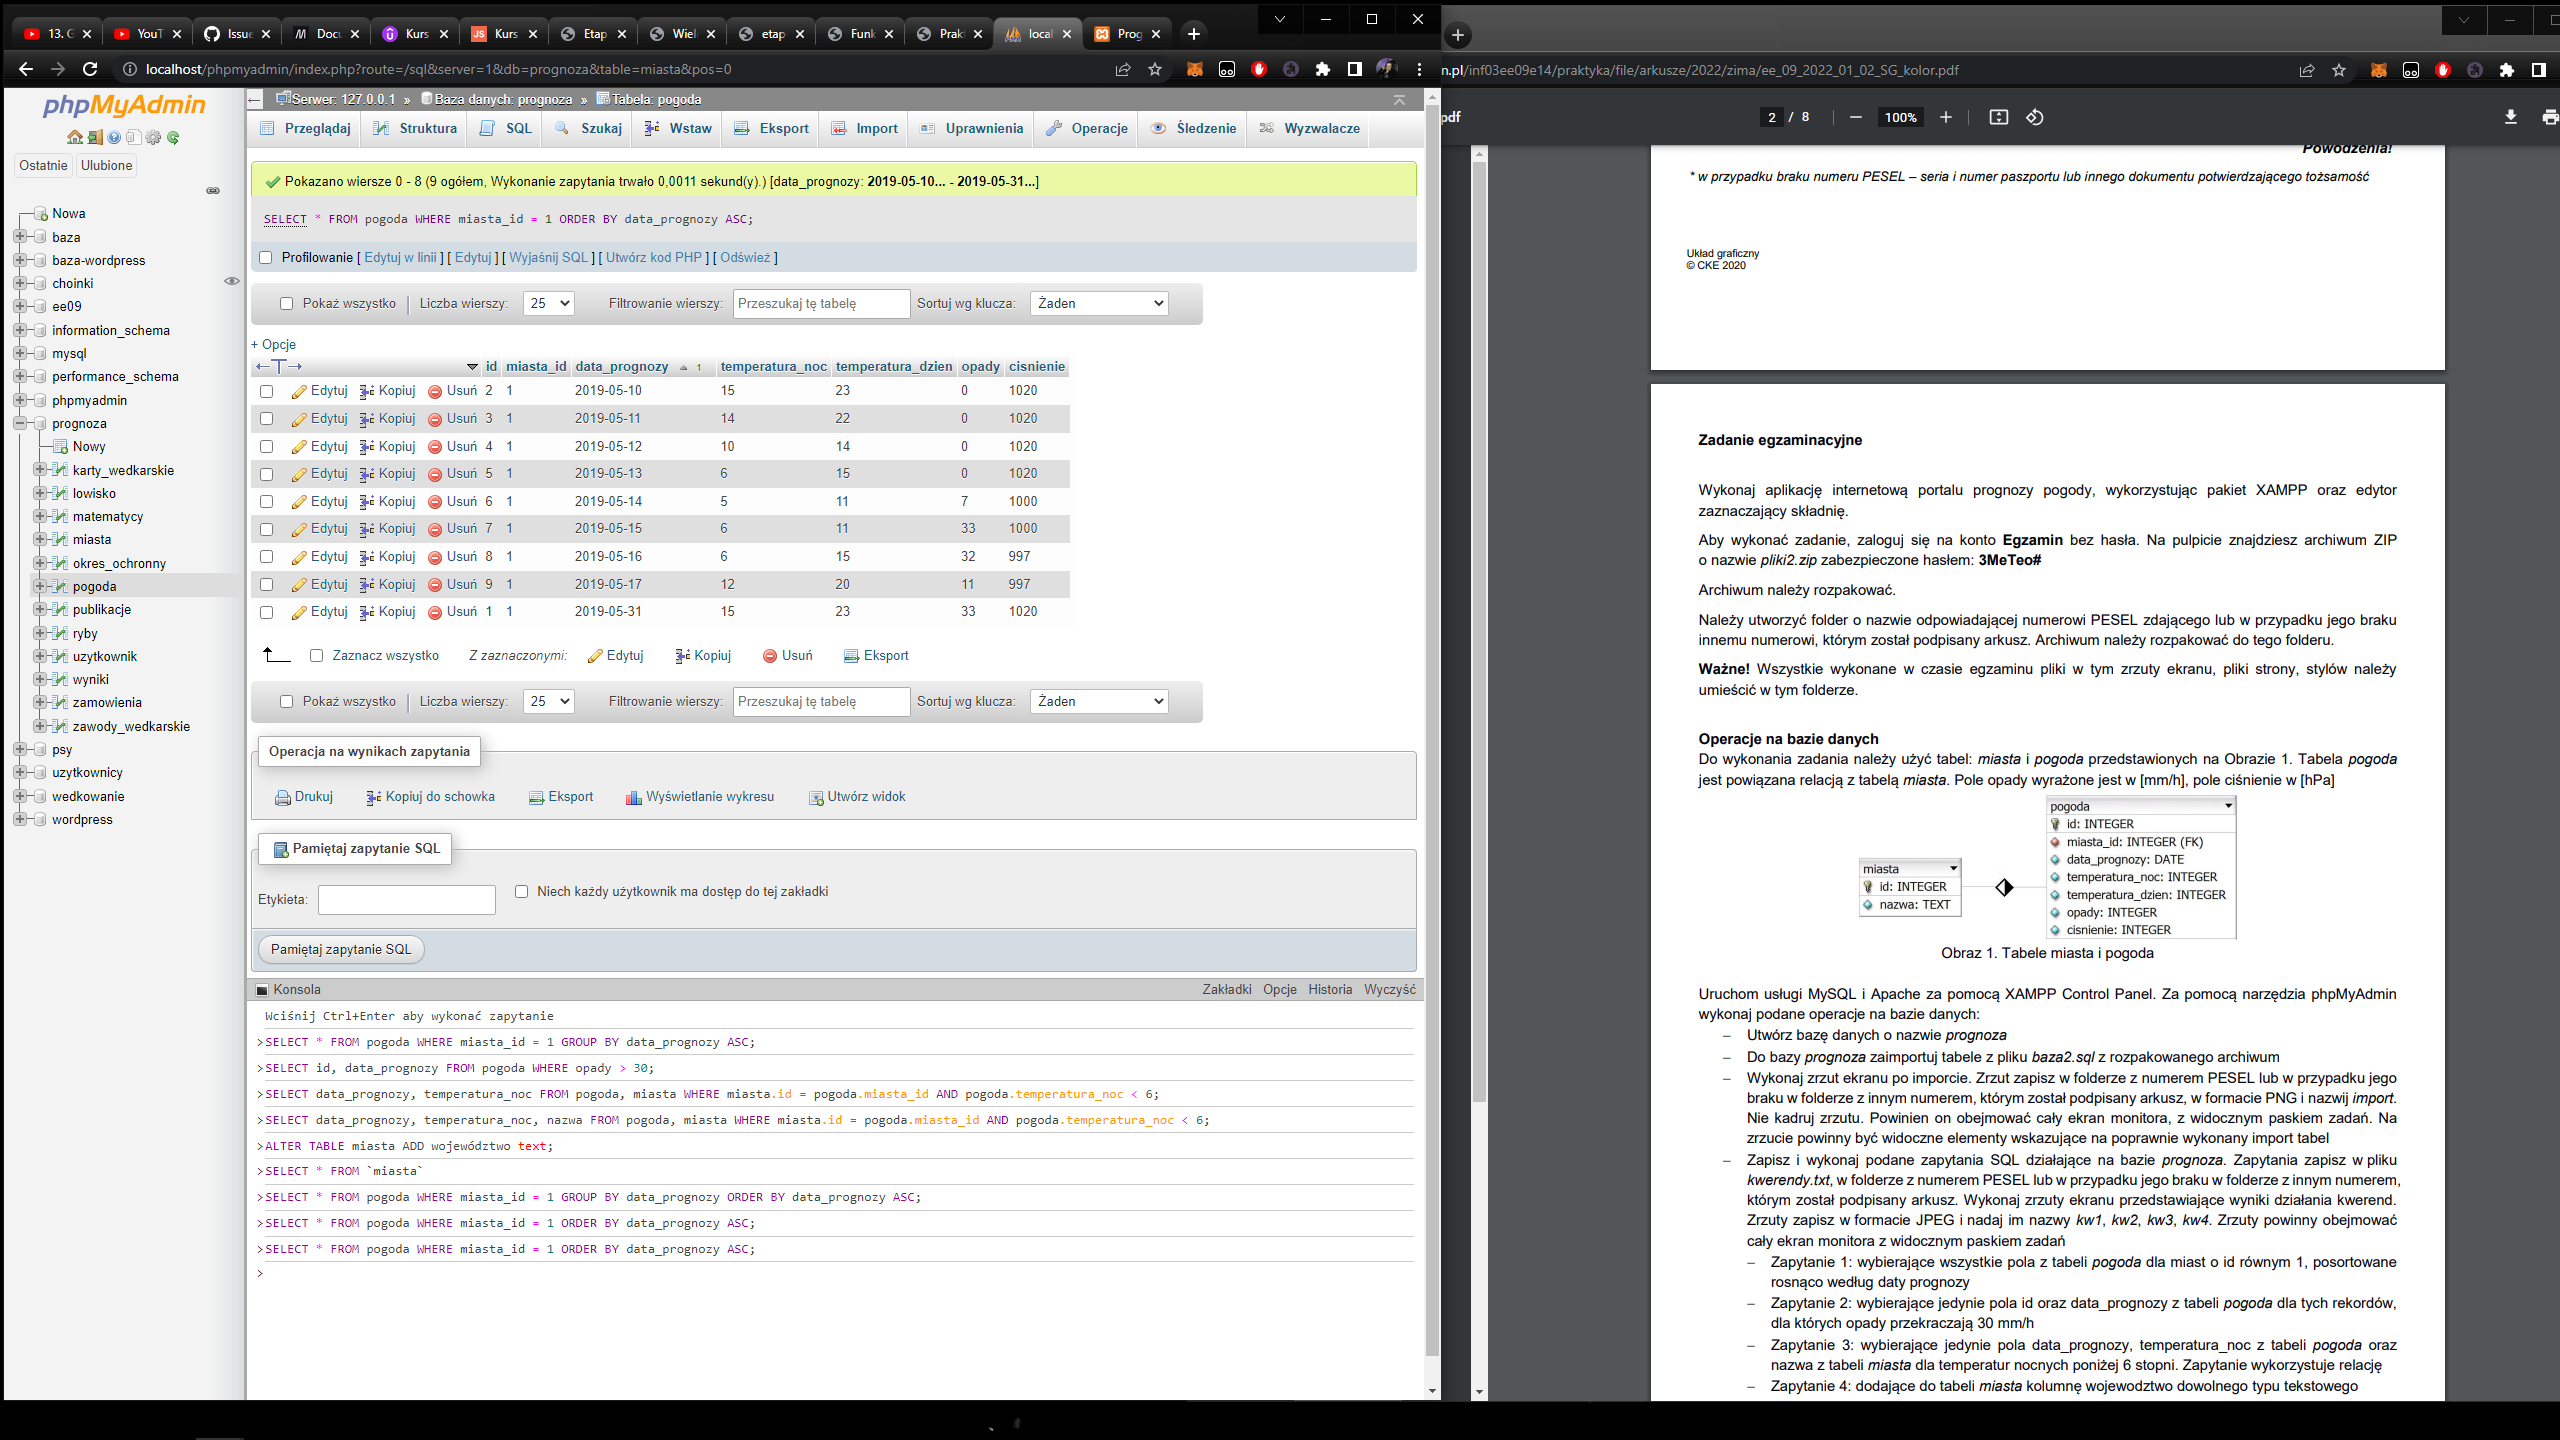 13. G
YouT
Issue
Docu
Kurs
Kurs
Etap
Wiel
etap
Funk
Prakt
local
Prog
localhost/phpmyadmin/index.php?route=/sql&server=1&db=prognoza&table=miasta&pos=0
n.pl/inf03ee09e14/praktyka/file/arkusze/2022/zima/ee_09_2022_01_02_SG_kolor.pdf
phpMyAdmin
Ostatnie Ulubione
Nowa
baza
baza-wordpress
choinki
ee09
information_schema
mysql
performance_schema
phpmyadmin
prognoza
Nowy
karty_wedkarskie
lowisko
matematycy
miasta
okres_ochronny
pogoda
publikacje
ryby
uzytkownik
wyniki
zamowienia
zawody_wedkarskie
psy
uzytkownicy
wedkowanie
wordpress
Serwer: 127.0.0.1 » Baza danych: prognoza » Tabela: pogoda
Przeglądaj Struktura SQL Szukaj Wstaw Eksport Import Uprawnienia Operacje Śledzenie Wyzwalacze
Pokazano wiersze 0 - 8 (9 ogółem, Wykonanie zapytania trwało 0,0011 sekund(y).) [data_prognozy: 2019-05-10... - 2019-05-31...]
SELECT * FROM pogoda WHERE miasta_id = 1 ORDER BY data_prognozy ASC;
Profilowanie [ Edytuj w linii ] [ Edytuj ] [ Wyjaśnij SQL ] [ Utwórz kod PHP ] [ Odśwież ]
Pokaż wszystko | Liczba wierszy: 25 Filtrowanie wierszy: Przeszukaj tę tabelę Sortuj wg klucza: Żaden
+ Opcje
←T→ id miasta_id data_prognozy 1 temperatura_noc temperatura_dzien opady cisnienie
Edytuj Kopiuj Usuń 2 1 2019-05-10 15 23 0 1020
Edytuj Kopiuj Usuń 3 1 2019-05-11 14 22 0 1020
Edytuj Kopiuj Usuń 4 1 2019-05-12 10 14 0 1020
Edytuj Kopiuj Usuń 5 1 2019-05-13 6 15 0 1020
Edytuj Kopiuj Usuń 6 1 2019-05-14 5 11 7 1000
Edytuj Kopiuj Usuń 7 1 2019-05-15 6 11 33 1000
Edytuj Kopiuj Usuń 8 1 2019-05-16 6 15 32 997
Edytuj Kopiuj Usuń 9 1 2019-05-17 12 20 11 997
Edytuj Kopiuj Usuń 1 1 2019-05-31 15 23 33 1020
Zaznacz wszystko Z zaznaczonymi: Edytuj Kopiuj Usuń Eksport
Pokaż wszystko | Liczba wierszy: 25 Filtrowanie wierszy: Przeszukaj tę tabelę Sortuj wg klucza: Żaden
Operacja na wynikach zapytania
Drukuj Kopiuj do schowka Eksport Wyświetlanie wykresu Utwórz widok
Pamiętaj zapytanie SQL
Etykieta: Niech każdy użytkownik ma dostęp do tej zakładki
Pamiętaj zapytanie SQL
Konsola Zakładki Opcje Historia Wyczyść
Wciśnij Ctrl+Enter aby wykonać zapytanie
>SELECT * FROM pogoda WHERE miasta_id = 1 GROUP BY data_prognozy ASC;
>SELECT id, data_prognozy FROM pogoda WHERE opady > 30;
>SELECT data_prognozy, temperatura_noc FROM pogoda, miasta WHERE miasta.id = pogoda.miasta_id AND pogoda.temperatura_noc < 6;
>SELECT data_prognozy, temperatura_noc, nazwa FROM pogoda, miasta WHERE miasta.id = pogoda.miasta_id AND pogoda.temperatura_noc < 6;
>ALTER TABLE miasta ADD województwo text;
>SELECT * FROM `miasta`
>SELECT * FROM pogoda WHERE miasta_id = 1 GROUP BY data_prognozy ORDER BY data_prognozy ASC;
>SELECT * FROM pogoda WHERE miasta_id = 1 ORDER BY data_prognozy ASC;
>SELECT * FROM pogoda WHERE miasta_id = 1 ORDER BY data_prognozy ASC;
>
pdf 2 / 8 100%
Powodzenia!
* w przypadku braku numeru PESEL – seria i numer paszportu lub innego dokumentu potwierdzającego tożsamość
Układ graficzny
© CKE 2020
Zadanie egzaminacyjne
Wykonaj aplikację internetową portalu prognozy pogody, wykorzystując pakiet XAMPP oraz edytor
zaznaczający składnię.
Aby wykonać zadanie, zaloguj się na konto Egzamin bez hasła. Na pulpicie znajdziesz archiwum ZIP
o nazwie pliki2.zip zabezpieczone hasłem: 3MeTeo#
Archiwum należy rozpakować.
Należy utworzyć folder o nazwie odpowiadającej numerowi PESEL zdającego lub w przypadku jego braku
innemu numerowi, którym został podpisany arkusz. Archiwum należy rozpakować do tego folderu.
Ważne! Wszystkie wykonane w czasie egzaminu pliki w tym zrzuty ekranu, pliki strony, stylów należy
umieścić w tym folderze.
Operacje na bazie danych
Do wykonania zadania należy użyć tabel: miasta i pogoda przedstawionych na Obrazie 1. Tabela pogoda
jest powiązana relacją z tabelą miasta. Pole opady wyrażone jest w [mm/h], pole ciśnienie w [hPa]
miasta
id: INTEGER
nazwa: TEXT
pogoda
id: INTEGER
miasta_id: INTEGER (FK)
data_prognozy: DATE
temperatura_noc: INTEGER
temperatura_dzien: INTEGER
opady: INTEGER
cisnienie: INTEGER
Obraz 1. Tabele miasta i pogoda
Uruchom usługi MySQL i Apache za pomocą XAMPP Control Panel. Za pomocą narzędzia phpMyAdmin
wykonaj podane operacje na bazie danych:
– Utwórz bazę danych o nazwie prognoza
– Do bazy prognoza zaimportuj tabele z pliku baza2.sql z rozpakowanego archiwum
– Wykonaj zrzut ekranu po imporcie. Zrzut zapisz w folderze z numerem PESEL lub w przypadku jego
braku w folderze z innym numerem, którym został podpisany arkusz, w formacie PNG i nazwij import.
Nie kadruj zrzutu. Powinien on obejmować cały ekran monitora, z widocznym paskiem zadań. Na
zrzucie powinny być widoczne elementy wskazujące na poprawnie wykonany import tabel
– Zapisz i wykonaj podane zapytania SQL działające na bazie prognoza. Zapytania zapisz w pliku
kwerendy.txt, w folderze z numerem PESEL lub w przypadku jego braku w folderze z innym numerem,
którym został podpisany arkusz. Wykonaj zrzuty ekranu przedstawiające wyniki działania kwerend.
Zrzuty zapisz w formacie JPEG i nadaj im nazwy kw1, kw2, kw3, kw4. Zrzuty powinny obejmować
cały ekran monitora z widocznym paskiem zadań
– Zapytanie 1: wybierające wszystkie pola z tabeli pogoda dla miast o id równym 1, posortowane
rosnąco według daty prognozy
– Zapytanie 2: wybierające jedynie pola id oraz data_prognozy z tabeli pogoda dla tych rekordów,
dla których opady przekraczają 30 mm/h
– Zapytanie 3: wybierające jedynie pola data_prognozy, temperatura_noc z tabeli pogoda oraz
nazwa z tabeli miasta dla temperatur nocnych poniżej 6 stopni. Zapytanie wykorzystuje relację
– Zapytanie 4: dodające do tabeli miasta kolumnę wojewodztwo dowolnego typu tekstowego